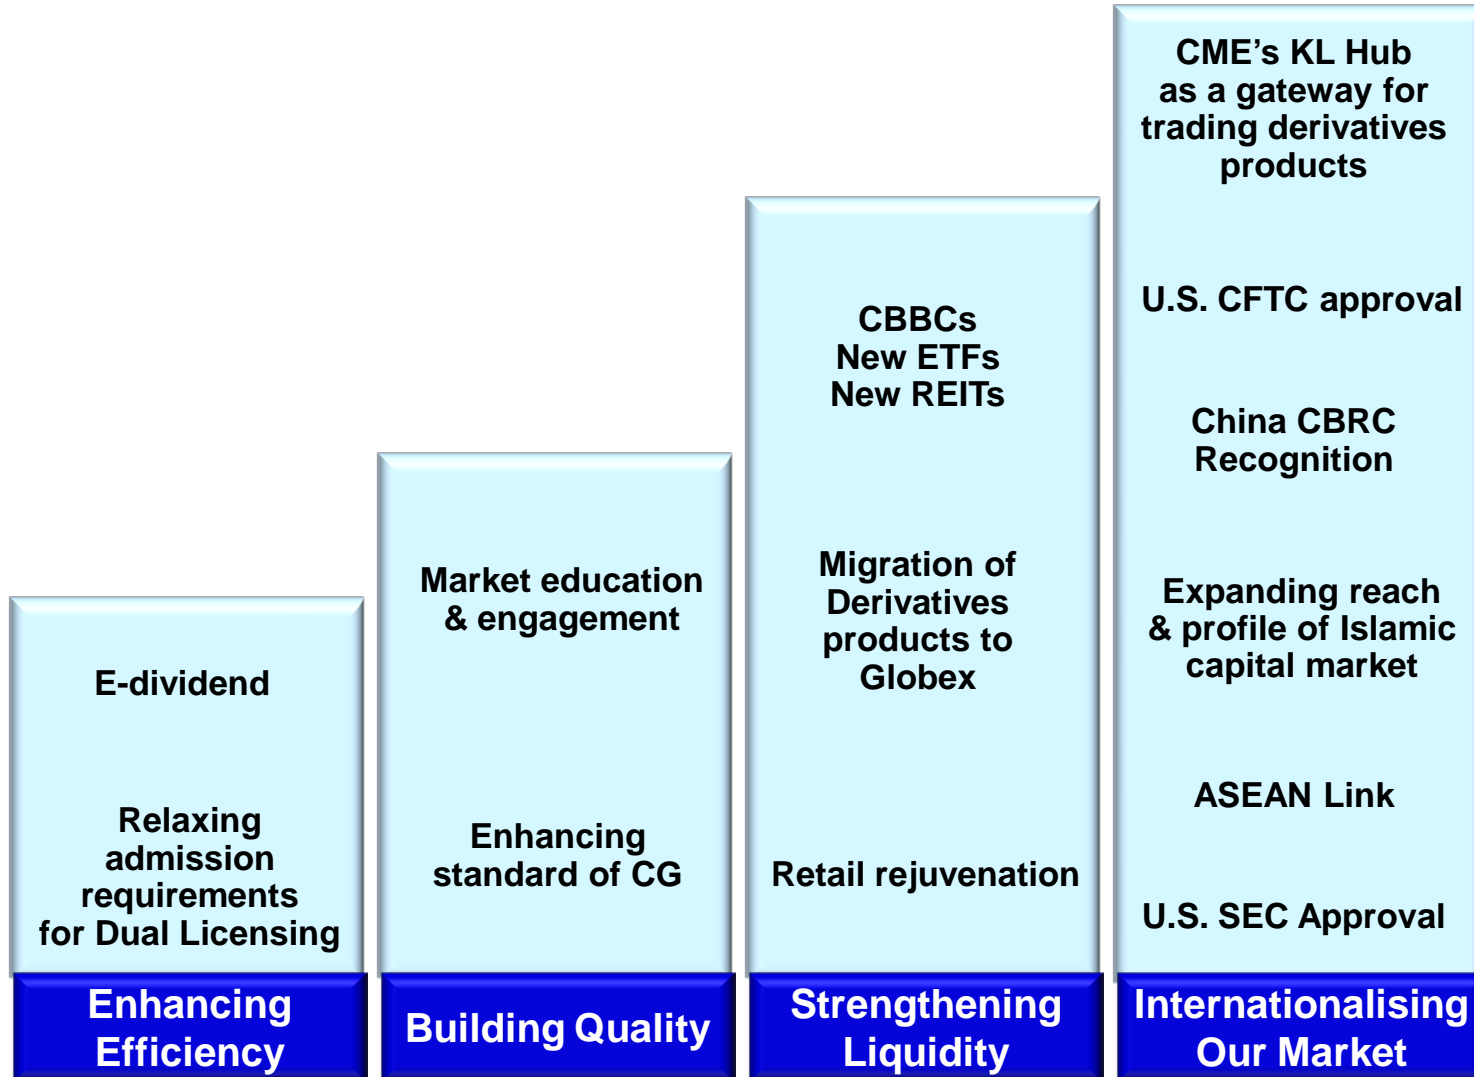 E-dividend
Relaxing
admission
requirements
for Dual Licensing
Enhancing
Efficiency
Market education
& engagement
Enhancing
standard of CG
Building Quality
CBBCs
New ETFs
New REITs
Migration of
Derivatives
products to
Globex
Retail rejuvenation
Strengthening
Liquidity
CME’s KL Hub
as a gateway for
trading derivatives
products
U.S. CFTC approval
China CBRC
Recognition
Expanding reach
& profile of Islamic
capital market
ASEAN Link
U.S. SEC Approval
Internationalising
Our Market